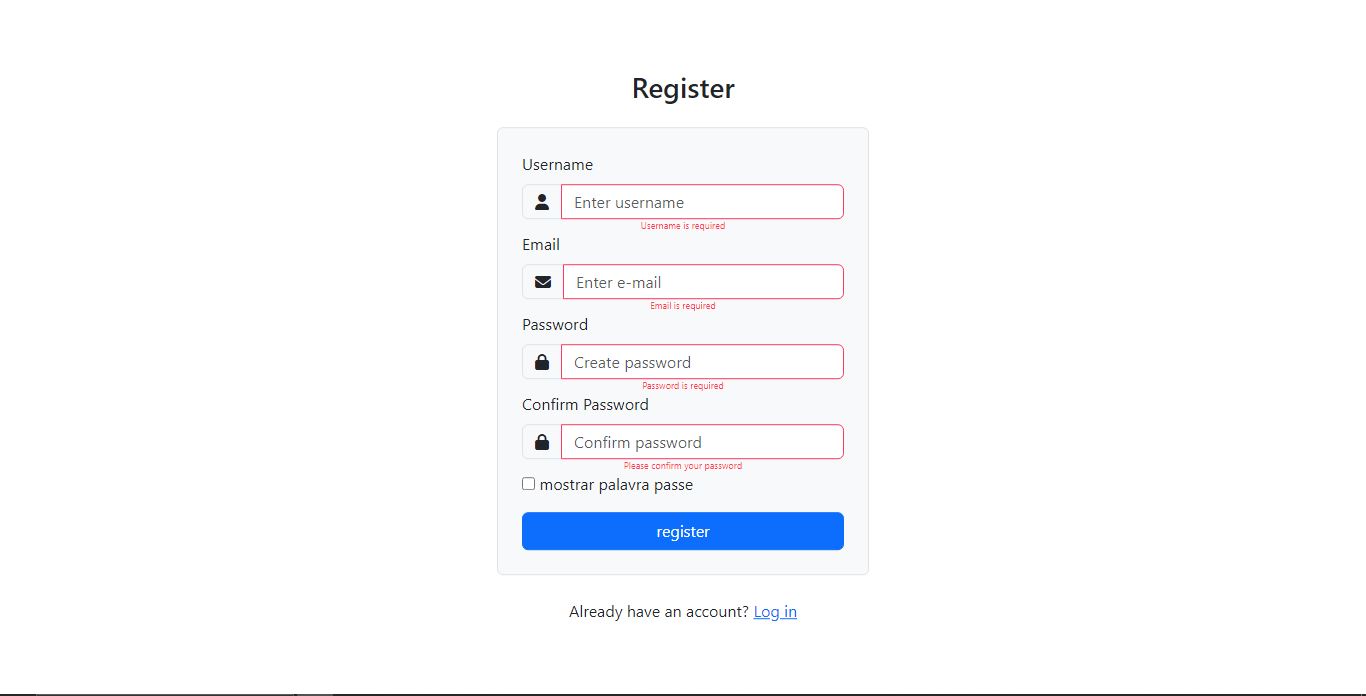 Register
Username
Enter username
Username is required
Email
Enter e-mail
Email is required
Password
Create password
Password is required
Confirm Password
Confirm password
Please confirm your password
mostrar palavra passe
register
Already have an account? Log in